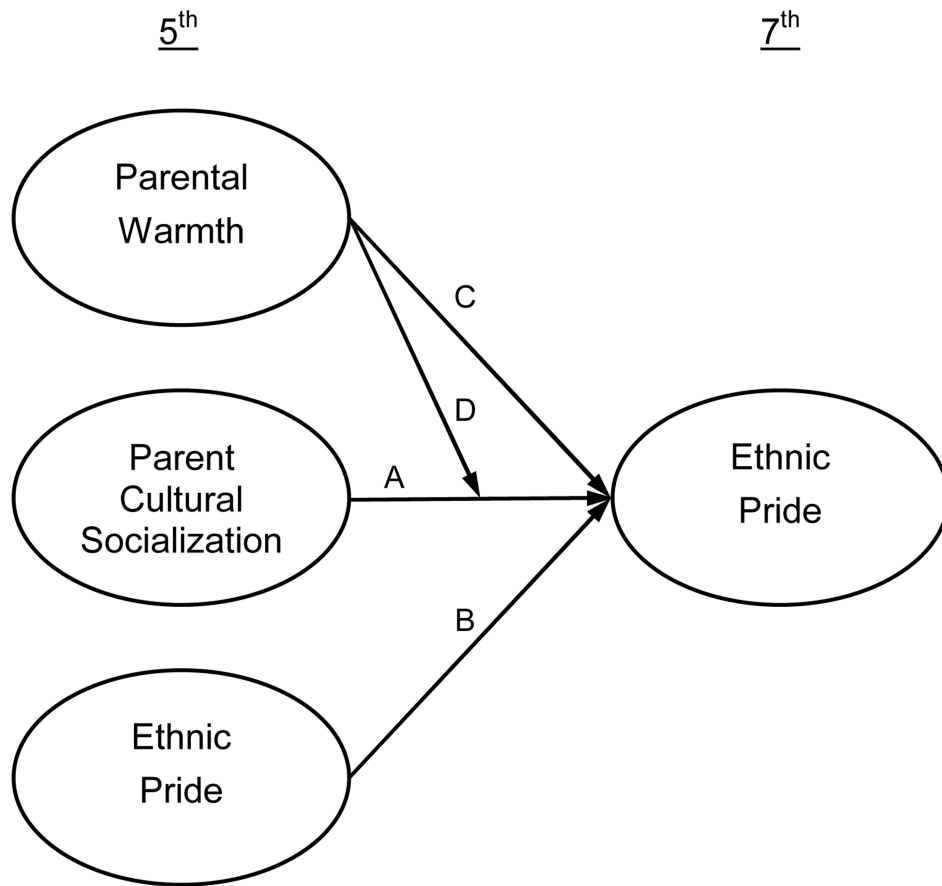 5th
7th
Parental
Warmth
C
D
Parent
Cultural
Socialization
A
Ethnic
Pride
B
Ethnic
Pride